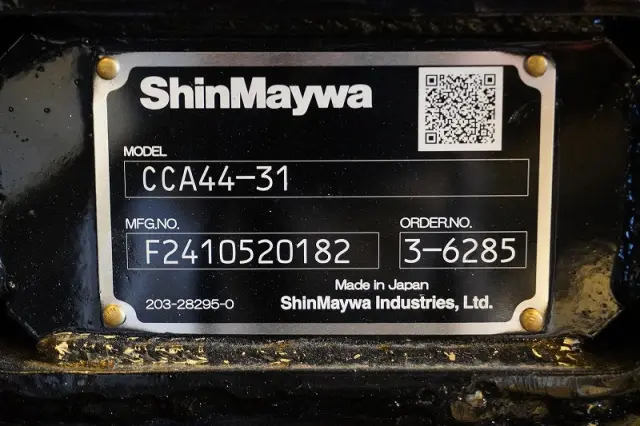 ShinMaywa
MODEL
CCA44-31
MFG.NO. ORDER.NO.
F2410520182 3-6285
Made in Japan
203-28295-0 ShinMaywa Industries, Ltd.